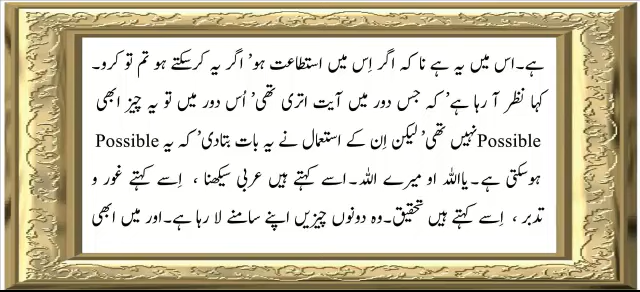 ہے۔اس میں یہ ہے نا کہ اگر اِس میں استطاعت ہو’ اگر یہ کرسکتے ہو تم تو کرو۔
کہا نظر آ رہا ہے’ کہ جس دور میں آیت اتری تھی’ اُس دور میں تو یہ چیز ابھی
Possible نہیں تھی’ لیکن اِن کے استعمال نے یہ بات بتادی’ کہ یہ Possible
ہوسکتی ہے۔یااللہ او میرے اللہ۔اسے کہتے ہیں عربی سیکھنا ، اِسے کہتے غور و
تدبر ، اِسے کہتے ہیں تحقیق۔وہ دونوں چیزیں اپنے سامنے لا رہا ہے۔اور میں ابھی